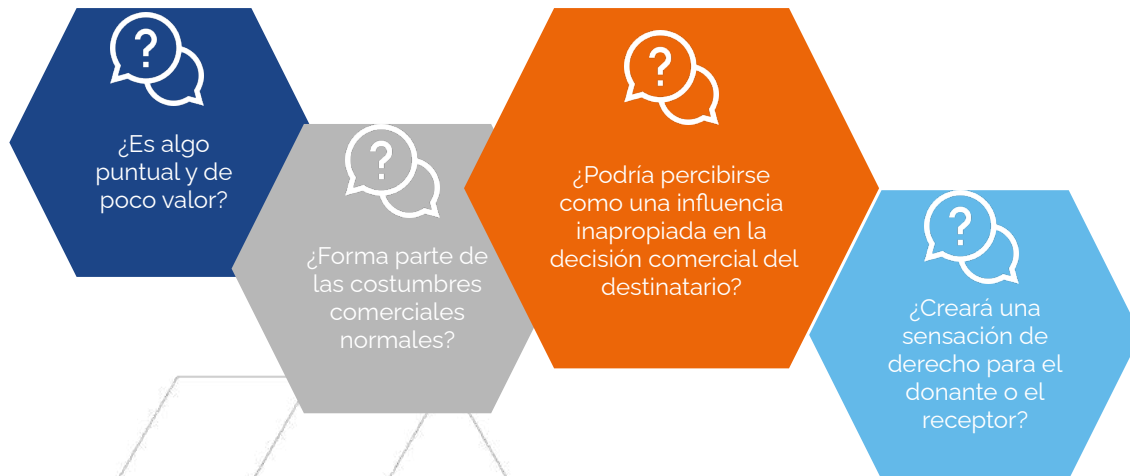 ¿Es algo
puntual y de
poco valor?
¿Forma parte de
las costumbres
comerciales
normales?
¿Podría percibirse
como una influencia
inapropiada en la
decisión comercial del
destinatario?
¿Creará una
sensación de
derecho para el
donante o el
receptor?